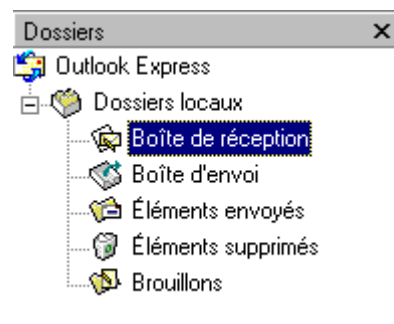 Dossiers
Outlook Express
Dossiers locaux
Boîte de réception
Boîte d'envoi
Éléments envoyés
Éléments supprimés
Brouillons